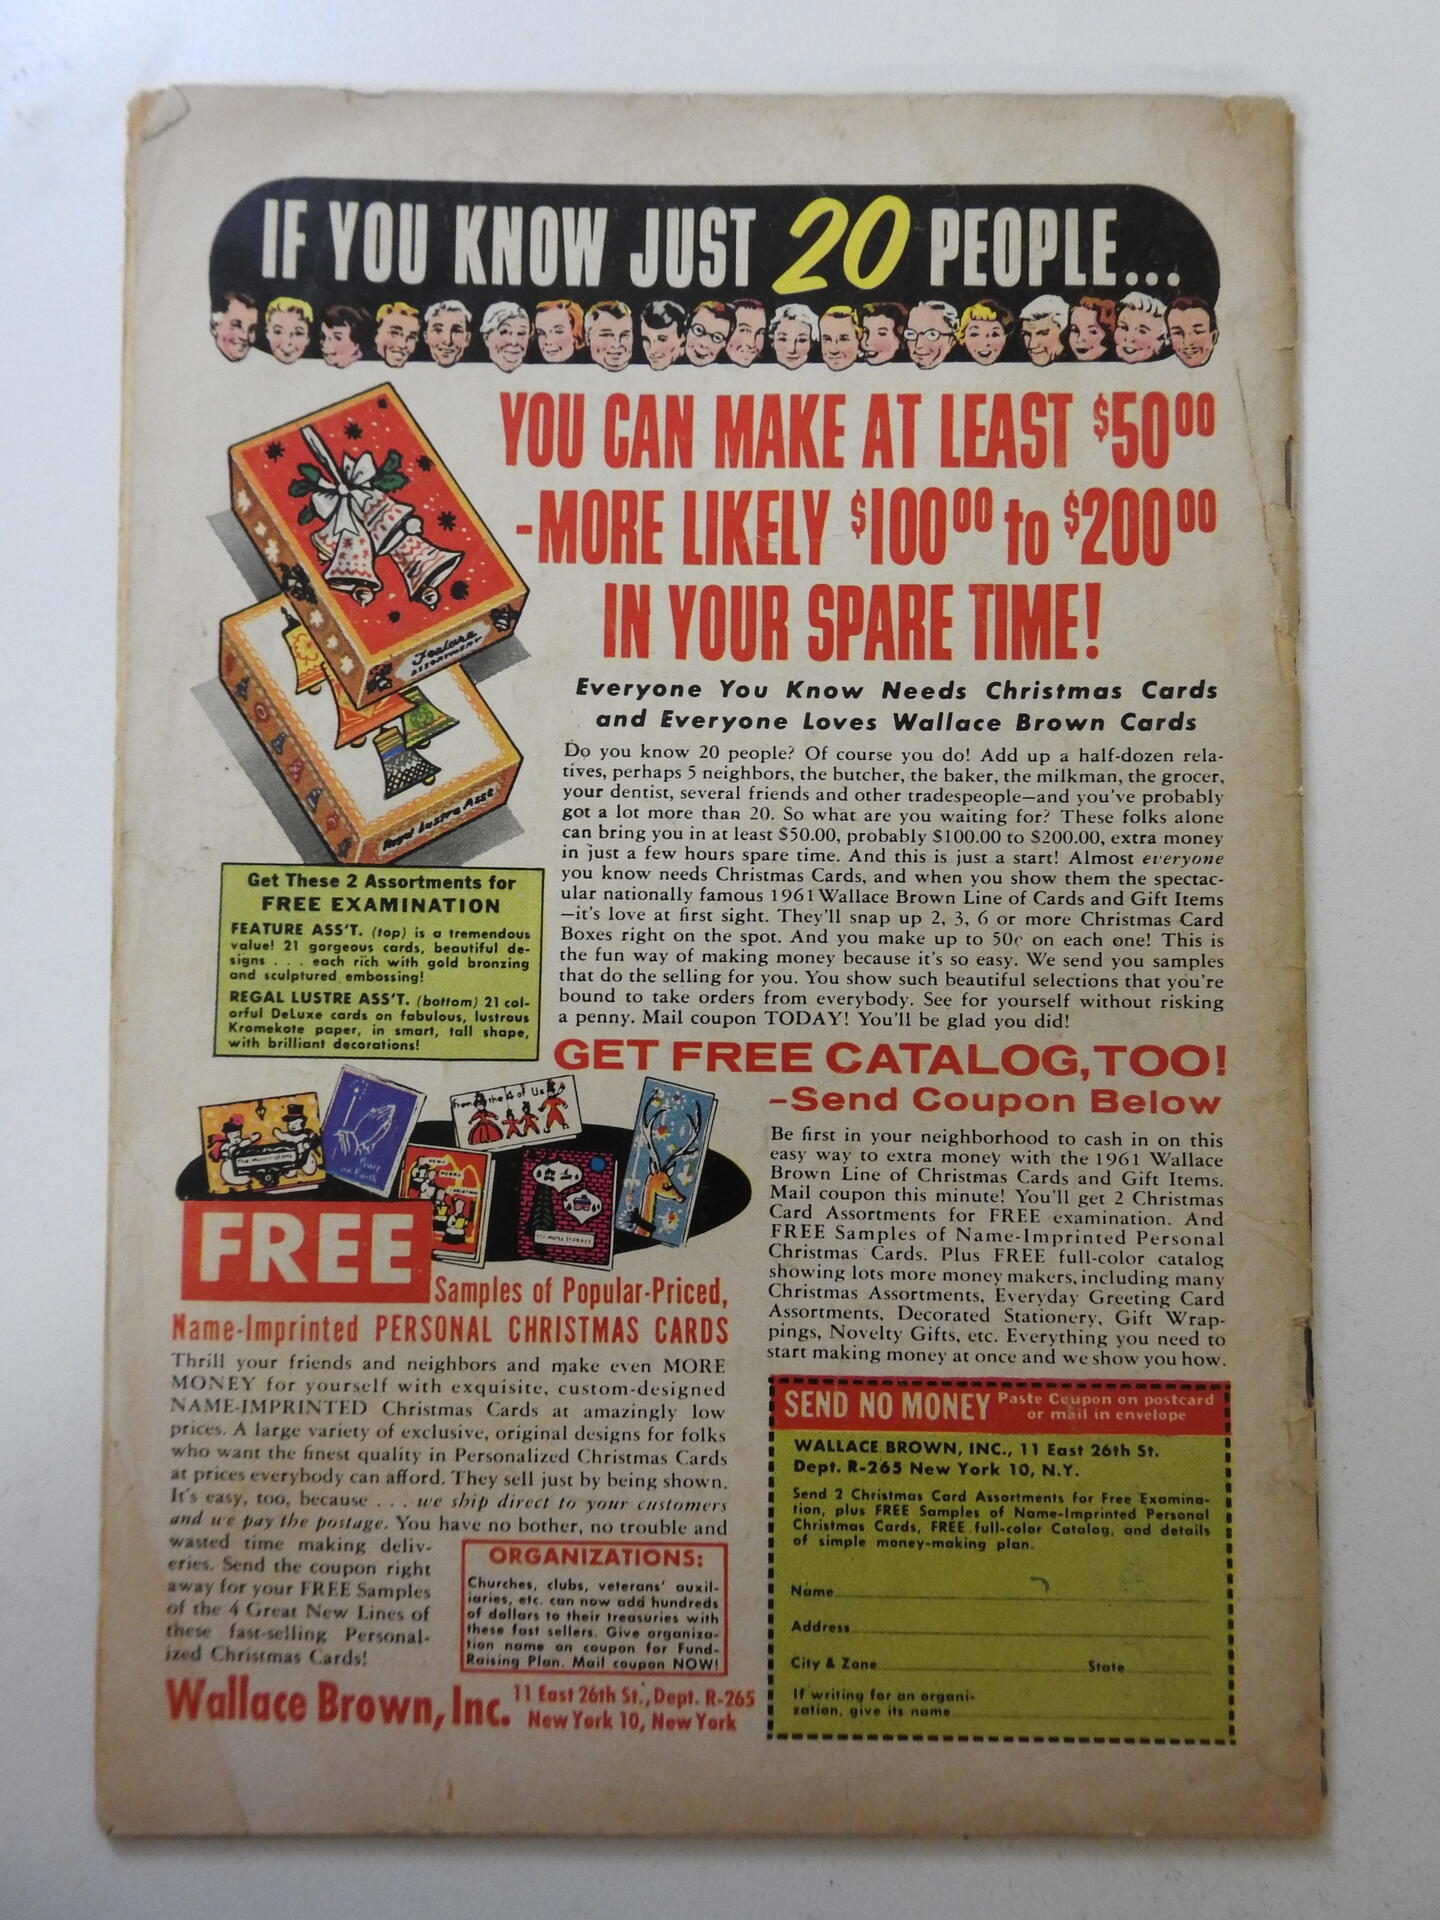 IF YOU KNOW JUST 20 PEOPLE...
YOU CAN MAKE AT LEAST $50.00
-MORE LIKELY $100.00 to $200.00
IN YOUR SPARE TIME!
Feature
ASSORTMENT
Regal Lustre Asst
Everyone You Know Needs Christmas Cards
and Everyone Loves Wallace Brown Cards
Do you know 20 people? Of course you do! Add up a half-dozen rela-
tives, perhaps 5 neighbors, the butcher, the baker, the milkman, the grocer,
your dentist, several friends and other tradespeople—and you've probably
got a lot more than 20. So what are you waiting for? These folks alone
can bring you in at least $50.00, probably $100.00 to $200.00, extra money
in just a few hours spare time. And this is just a start! Almost everyone
you know needs Christmas Cards, and when you show them the spectac-
ular nationally famous 1961 Wallace Brown Line of Cards and Gift Items
—it's love at first sight. They'll snap up 2, 3, 6 or more Christmas Card
Boxes right on the spot. And you make up to 50¢ on each one! This is
the fun way of making money because it's so easy. We send you samples
that do the selling for you. You show such beautiful selections that you're
bound to take orders from everybody. See for yourself without risking
a penny. Mail coupon TODAY! You'll be glad you did!
Get These 2 Assortments for
FREE EXAMINATION
FEATURE ASS'T. (top) is a tremendous
value! 21 gorgeous cards, beautiful de-
signs . . . each rich with gold bronzing
and sculptured embossing!
REGAL LUSTRE ASS'T. (bottom) 21 col-
orful DeLuxe cards on fabulous, lustrous
Kromekote paper, in smart, tall shape,
with brilliant decorations!
GET FREE CATALOG, TOO!
-Send Coupon Below
Be first in your neighborhood to cash in on this
easy way to extra money with the 1961 Wallace
Brown Line of Christmas Cards and Gift Items.
Mail coupon this minute! You'll get 2 Christmas
Card Assortments for FREE examination. And
FREE Samples of Name-Imprinted Personal
Christmas Cards. Plus FREE full-color catalog
showing lots more money makers, including many
Christmas Assortments, Everyday Greeting Card
Assortments, Decorated Stationery, Gift Wrap-
pings, Novelty Gifts, etc. Everything you need to
start making money at once and we show you how.
from the 4 of Us
Peace
on Earth
FREE
Samples of Popular-Priced,
Name-Imprinted PERSONAL CHRISTMAS CARDS
Thrill your friends and neighbors and make even MORE
MONEY for yourself with exquisite, custom-designed
NAME-IMPRINTED Christmas Cards at amazingly low
prices. A large variety of exclusive, original designs for folks
who want the finest quality in Personalized Christmas Cards
at prices everybody can afford. They sell just by being shown.
It's easy, too, because . . . we ship direct to your customers
and we pay the postage. You have no bother, no trouble and
wasted time making deliv-
eries. Send the coupon right
away for your FREE Samples
of the 4 Great New Lines of
these fast-selling Personal-
ized Christmas Cards!
ORGANIZATIONS:
Churches, clubs, veterans' auxil-
iaries, etc. can now add hundreds
of dollars to their treasuries with
these fast sellers. Give organiza-
tion name on coupon for Fund-
Raising Plan. Mail coupon NOW!
Wallace Brown, Inc. 11 East 26th St., Dept. R-265
New York 10, New York
SEND NO MONEY Paste Coupon on postcard
or mail in envelope
WALLACE BROWN, INC., 11 East 26th St.
Dept. R-265 New York 10, N.Y.
Send 2 Christmas Card Assortments for Free Examina-
tion, plus FREE Samples of Name-Imprinted Personal
Christmas Cards, FREE full-color Catalog, and details
of simple money-making plan.
Name
Address
City & Zone State
If writing for an organi-
zation, give its name